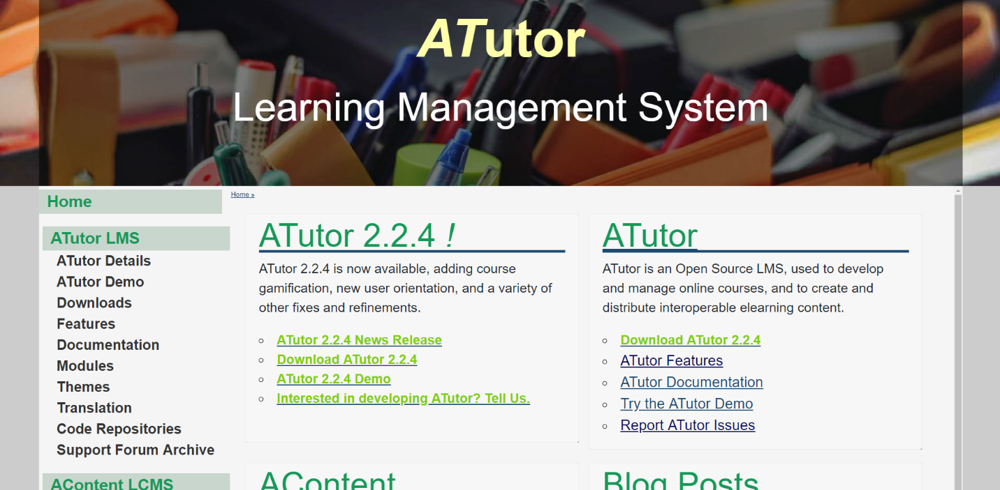 ATutor
Learning Management System
Home
ATutor LMS
ATutor Details
ATutor Demo
Downloads
Features
Documentation
Modules
Themes
Translation
Code Repositories
Support Forum Archive
AContent LCMS
Home »
ATutor 2.2.4 !
ATutor 2.2.4 is now available, adding course
gamification, new user orientation, and a variety of
other fixes and refinements.
ATutor 2.2.4 News Release
Download ATutor 2.2.4
ATutor 2.2.4 Demo
Interested in developing ATutor? Tell Us.
ATutor
ATutor is an Open Source LMS, used to develop
and manage online courses, and to create and
distribute interoperable elearning content.
Download ATutor 2.2.4
ATutor Features
ATutor Documentation
Try the ATutor Demo
Report ATutor Issues
AContent
Blog Posts